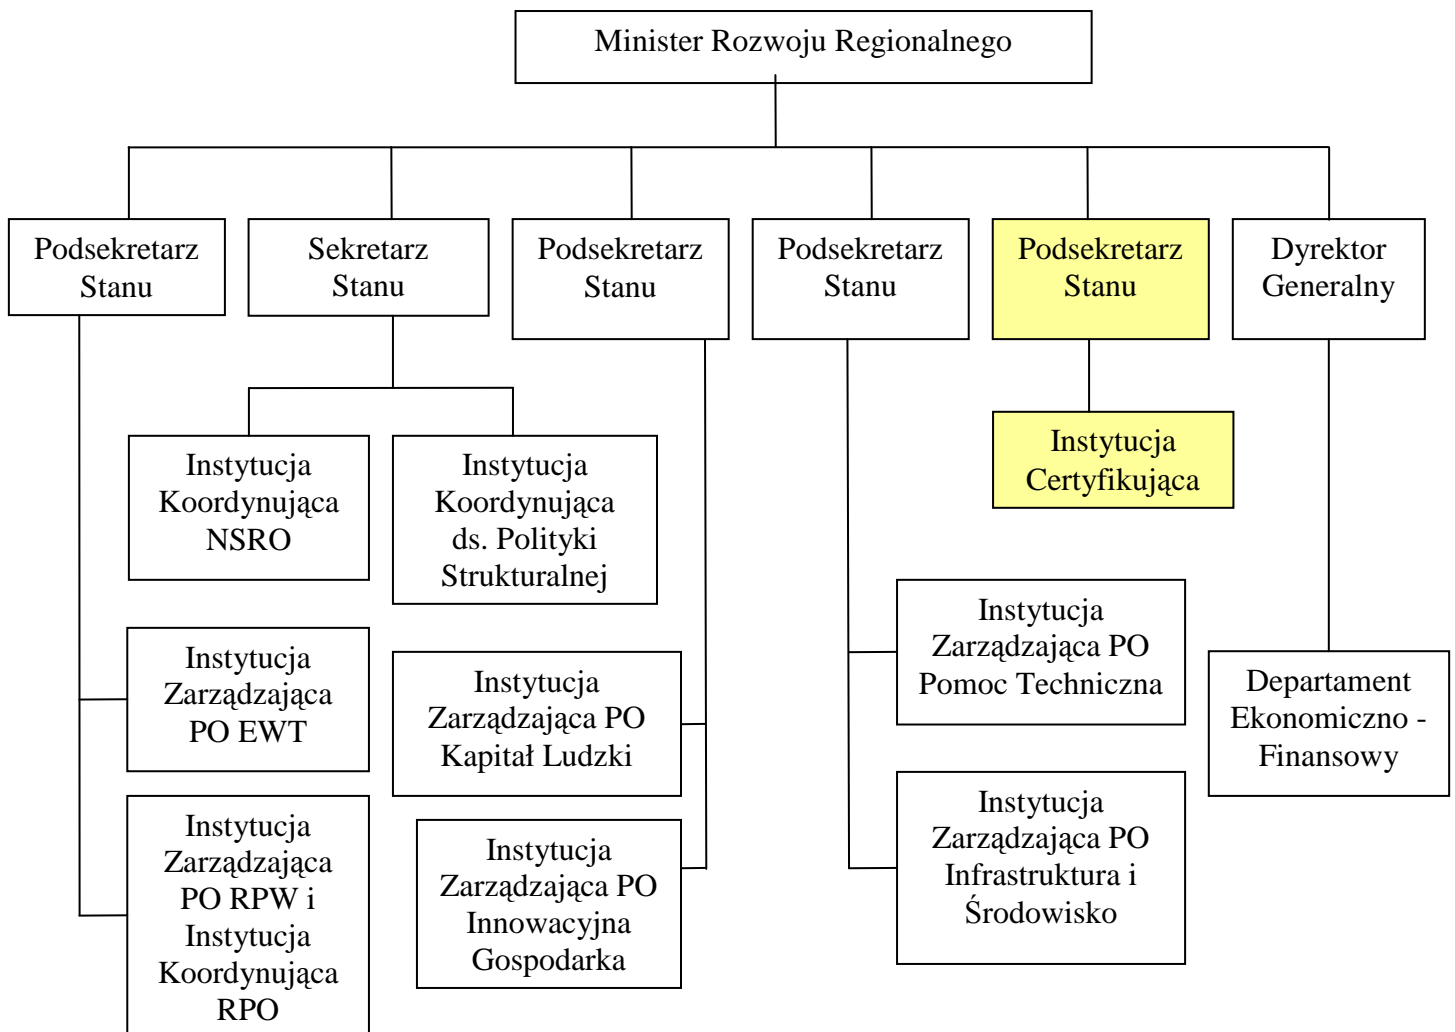 Minister Rozwoju Regionalnego
Podsekretarz
Stanu
Sekretarz
Stanu
Podsekretarz
Stanu
Podsekretarz
Stanu
Podsekretarz
Stanu
Dyrektor
Generalny
Instytucja
Koordynująca
NSRO
Instytucja
Koordynująca
ds. Polityki
Strukturalnej
Instytucja
Certyfikująca
Instytucja
Zarządzająca
PO EWT
Instytucja
Zarządzająca PO
Kapitał Ludzki
Instytucja
Zarządzająca PO
Pomoc Techniczna
Departament
Ekonomiczno -
Finansowy
Instytucja
Zarządzająca
PO RPW i
Instytucja
Koordynująca
RPO
Instytucja
Zarządzająca PO
Innowacyjna
Gospodarka
Instytucja
Zarządzająca PO
Infrastruktura i
Środowisko